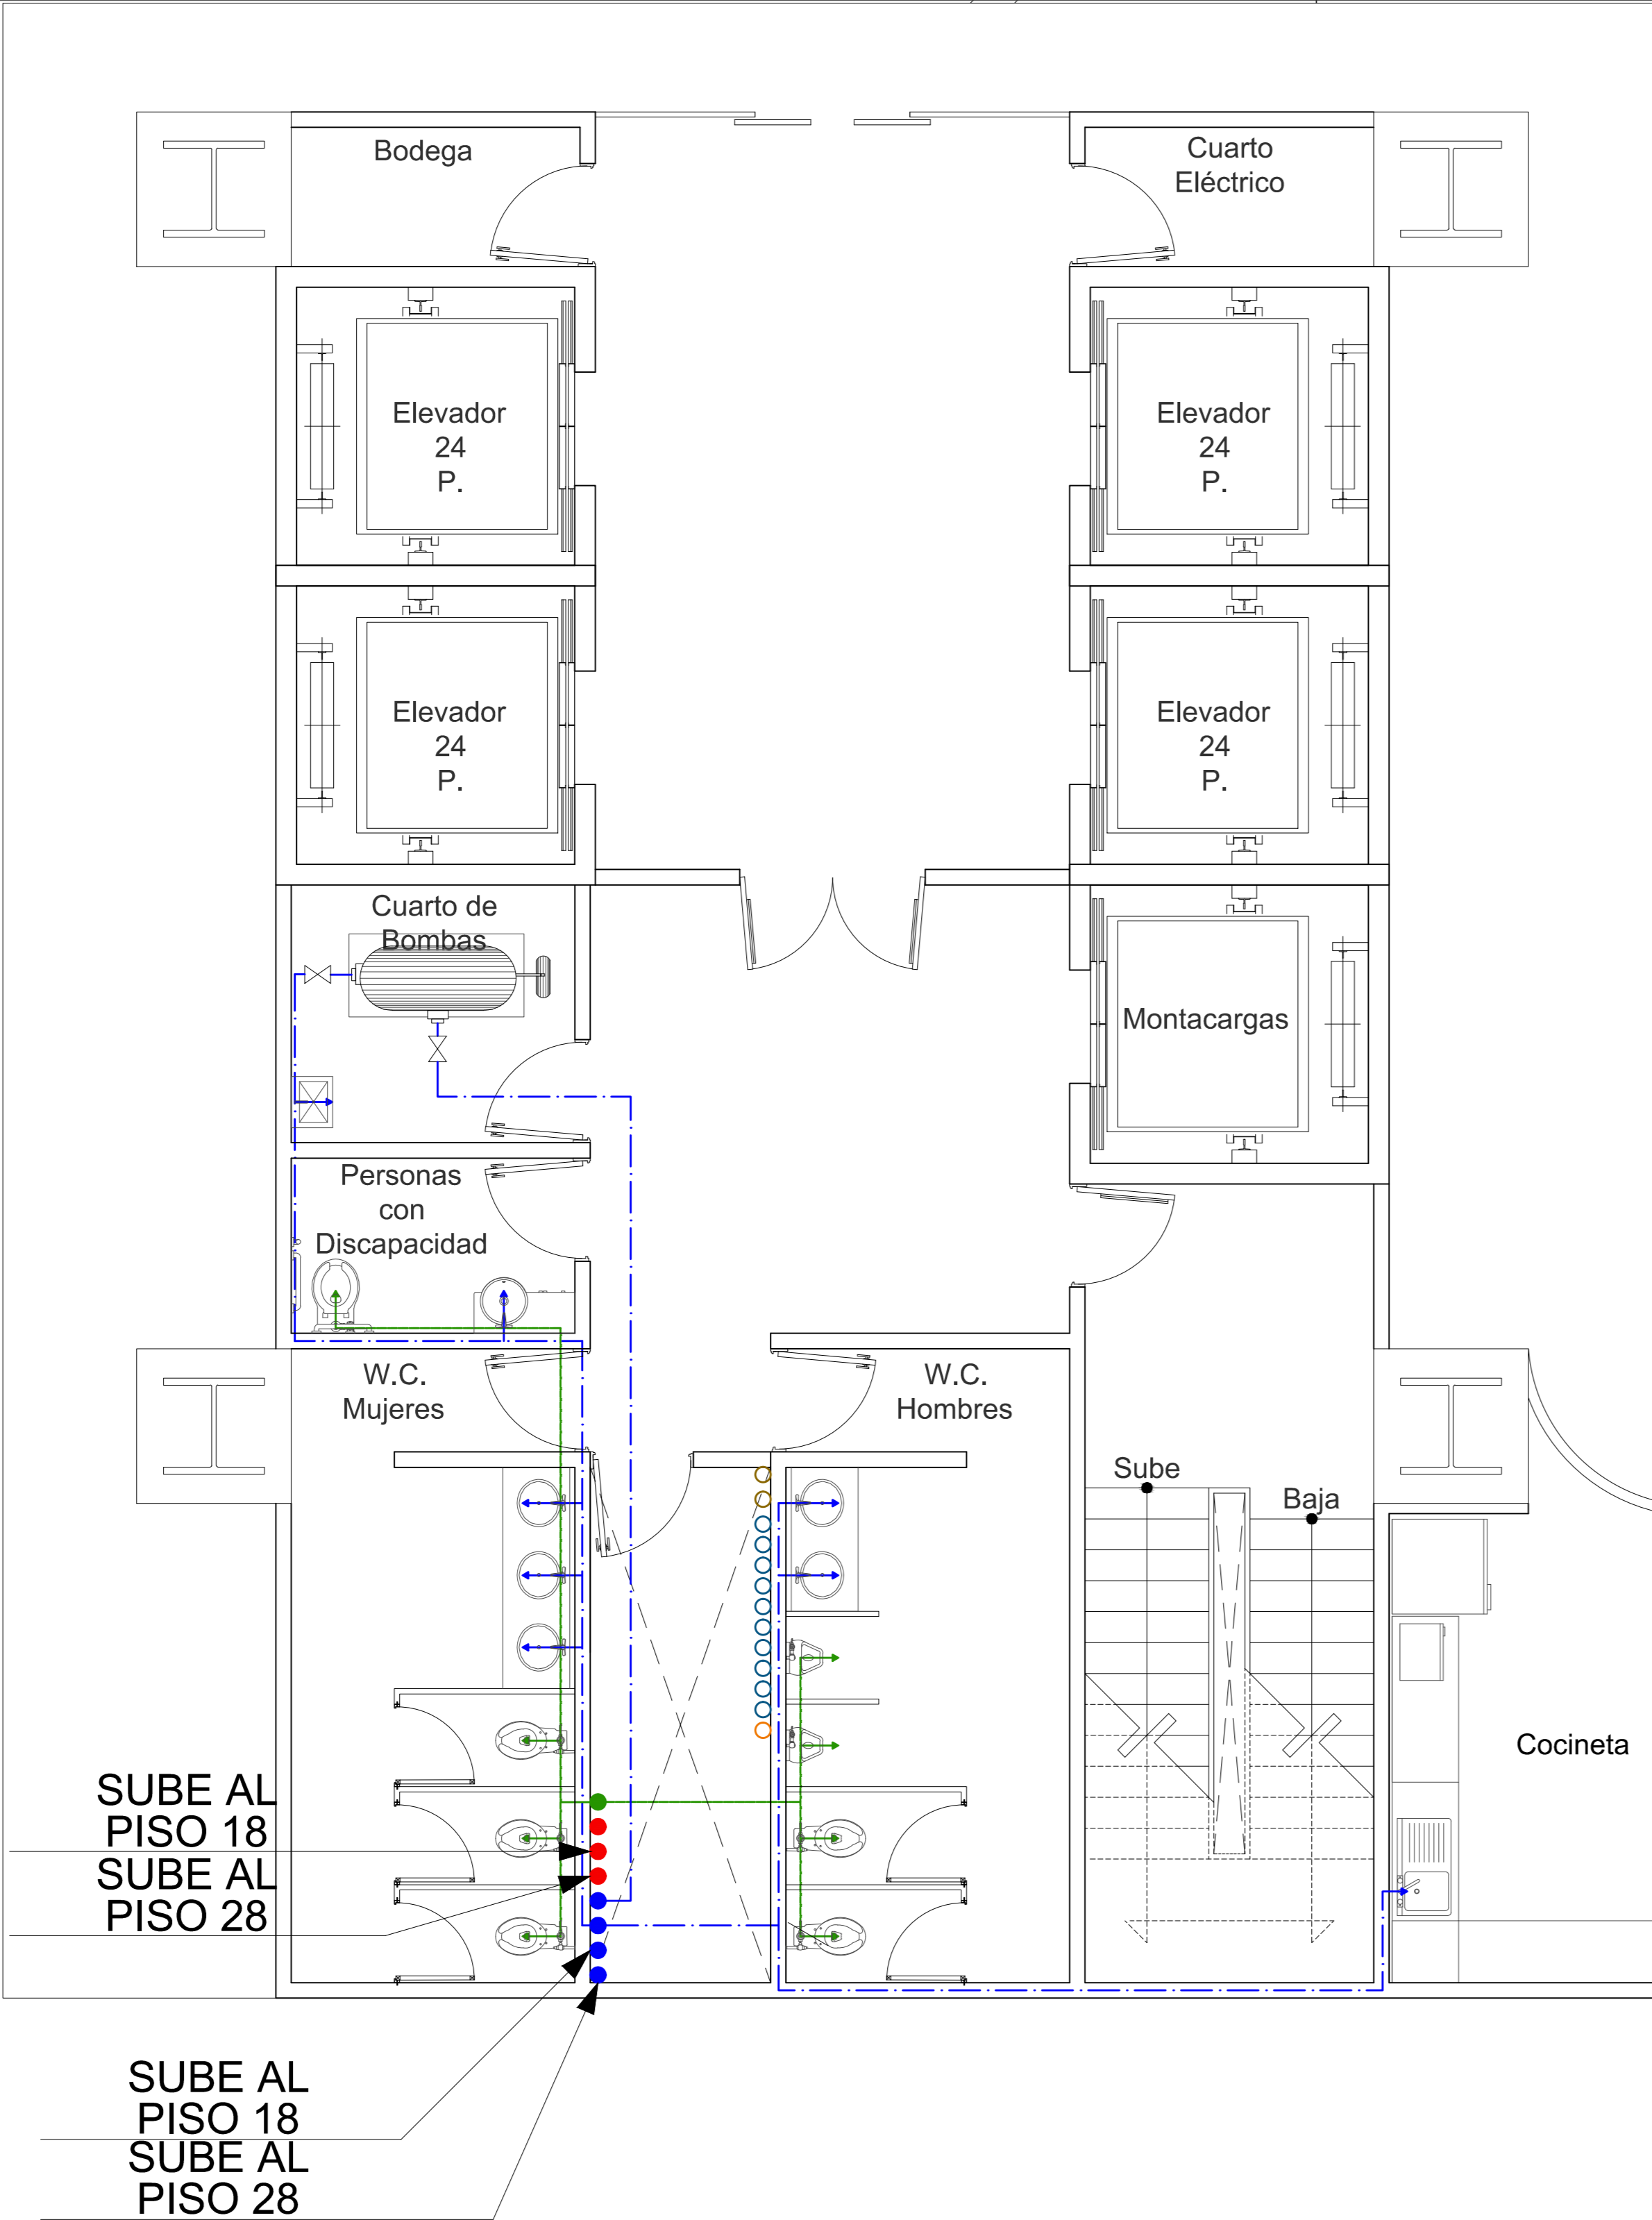 Bodega
Cuarto
Eléctrico
Elevador
24
P.
Elevador
24
P.
Elevador
24
P.
Elevador
24
P.
Cuarto de
Bombas
Montacargas
Personas
con
Discapacidad
W.C.
Mujeres
W.C.
Hombres
Sube
Baja
Cocineta
SUBE AL
PISO 18
SUBE AL
PISO 28
SUBE AL
PISO 18
SUBE AL
PISO 28